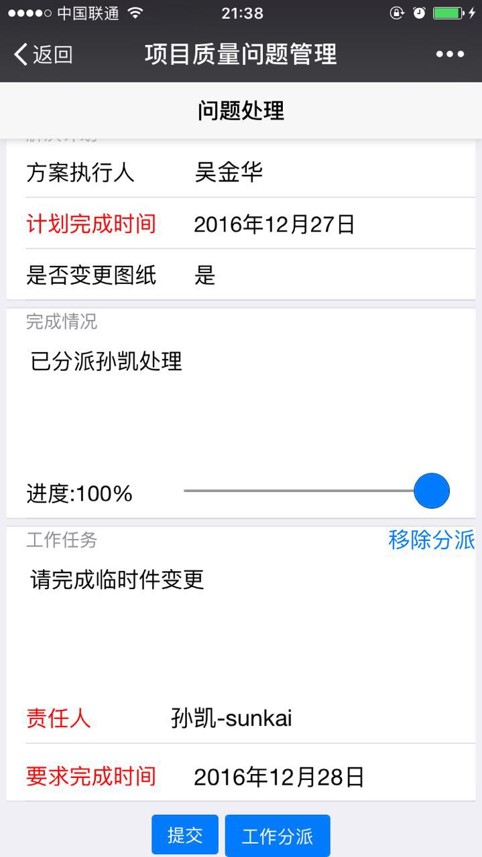 中国联通 21:38
返回 项目质量问题管理
问题处理
方案执行人 吴金华
计划完成时间 2016年12月27日
是否变更图纸 是
完成情况
已分派孙凯处理
进度:100%
工作任务 移除分派
请完成临时件变更
责任人 孙凯-sunkai
要求完成时间 2016年12月28日
提交 工作分派